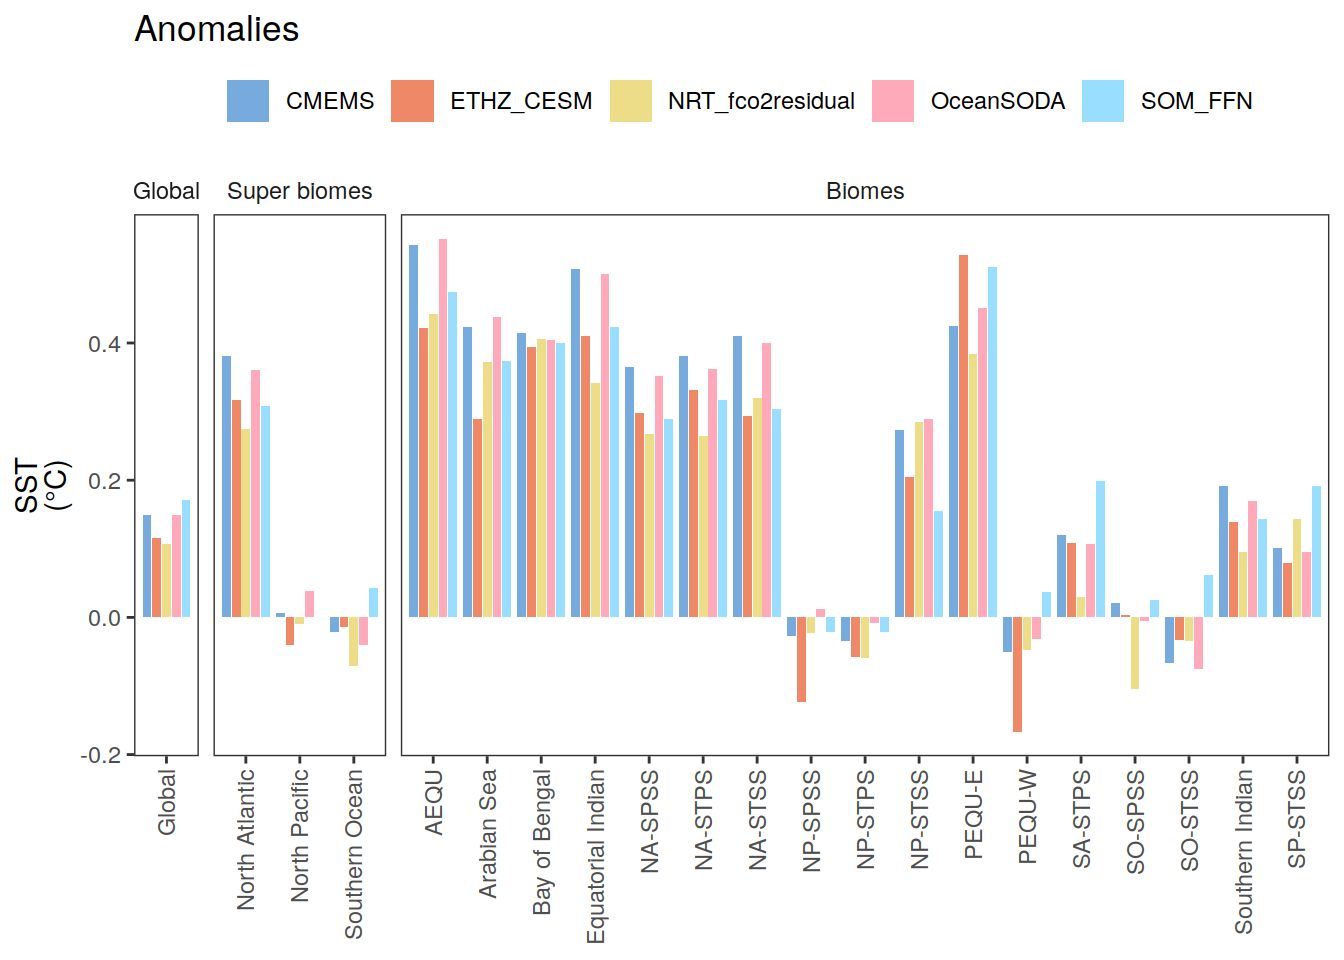 Anomalies
CMEMS ETHZ_CESM NRT_fco2residual OceanSODA SOM_FFN
Global Super biomes Biomes
SST
(°C)
0.4
0.2
0.0
-0.2
Global
North Atlantic
North Pacific
Southern Ocean
AEQU
Arabian Sea
Bay of Bengal
Equatorial Indian
NA-SPSS
NA-STPS
NA-STSS
NP-SPSS
NP-STPS
NP-STSS
PEQU-E
PEQU-W
SA-STPS
SO-SPSS
SO-STSS
Southern Indian
SP-STSS